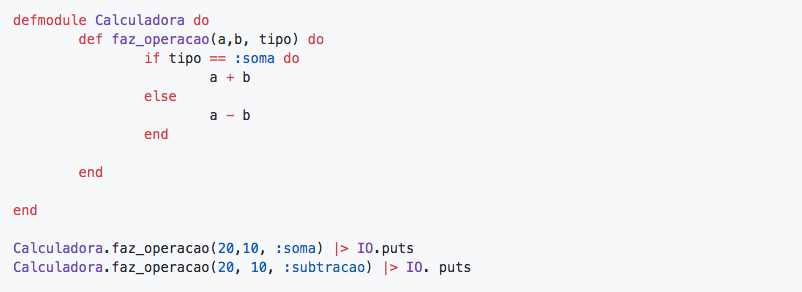 defmodule Calculadora do
def faz_operacao(a,b, tipo) do
if tipo == :soma do
a + b
else
a - b
end
end
end
Calculadora.faz_operacao(20,10, :soma) |> IO.puts
Calculadora.faz_operacao(20, 10, :subtracao) |> IO. puts